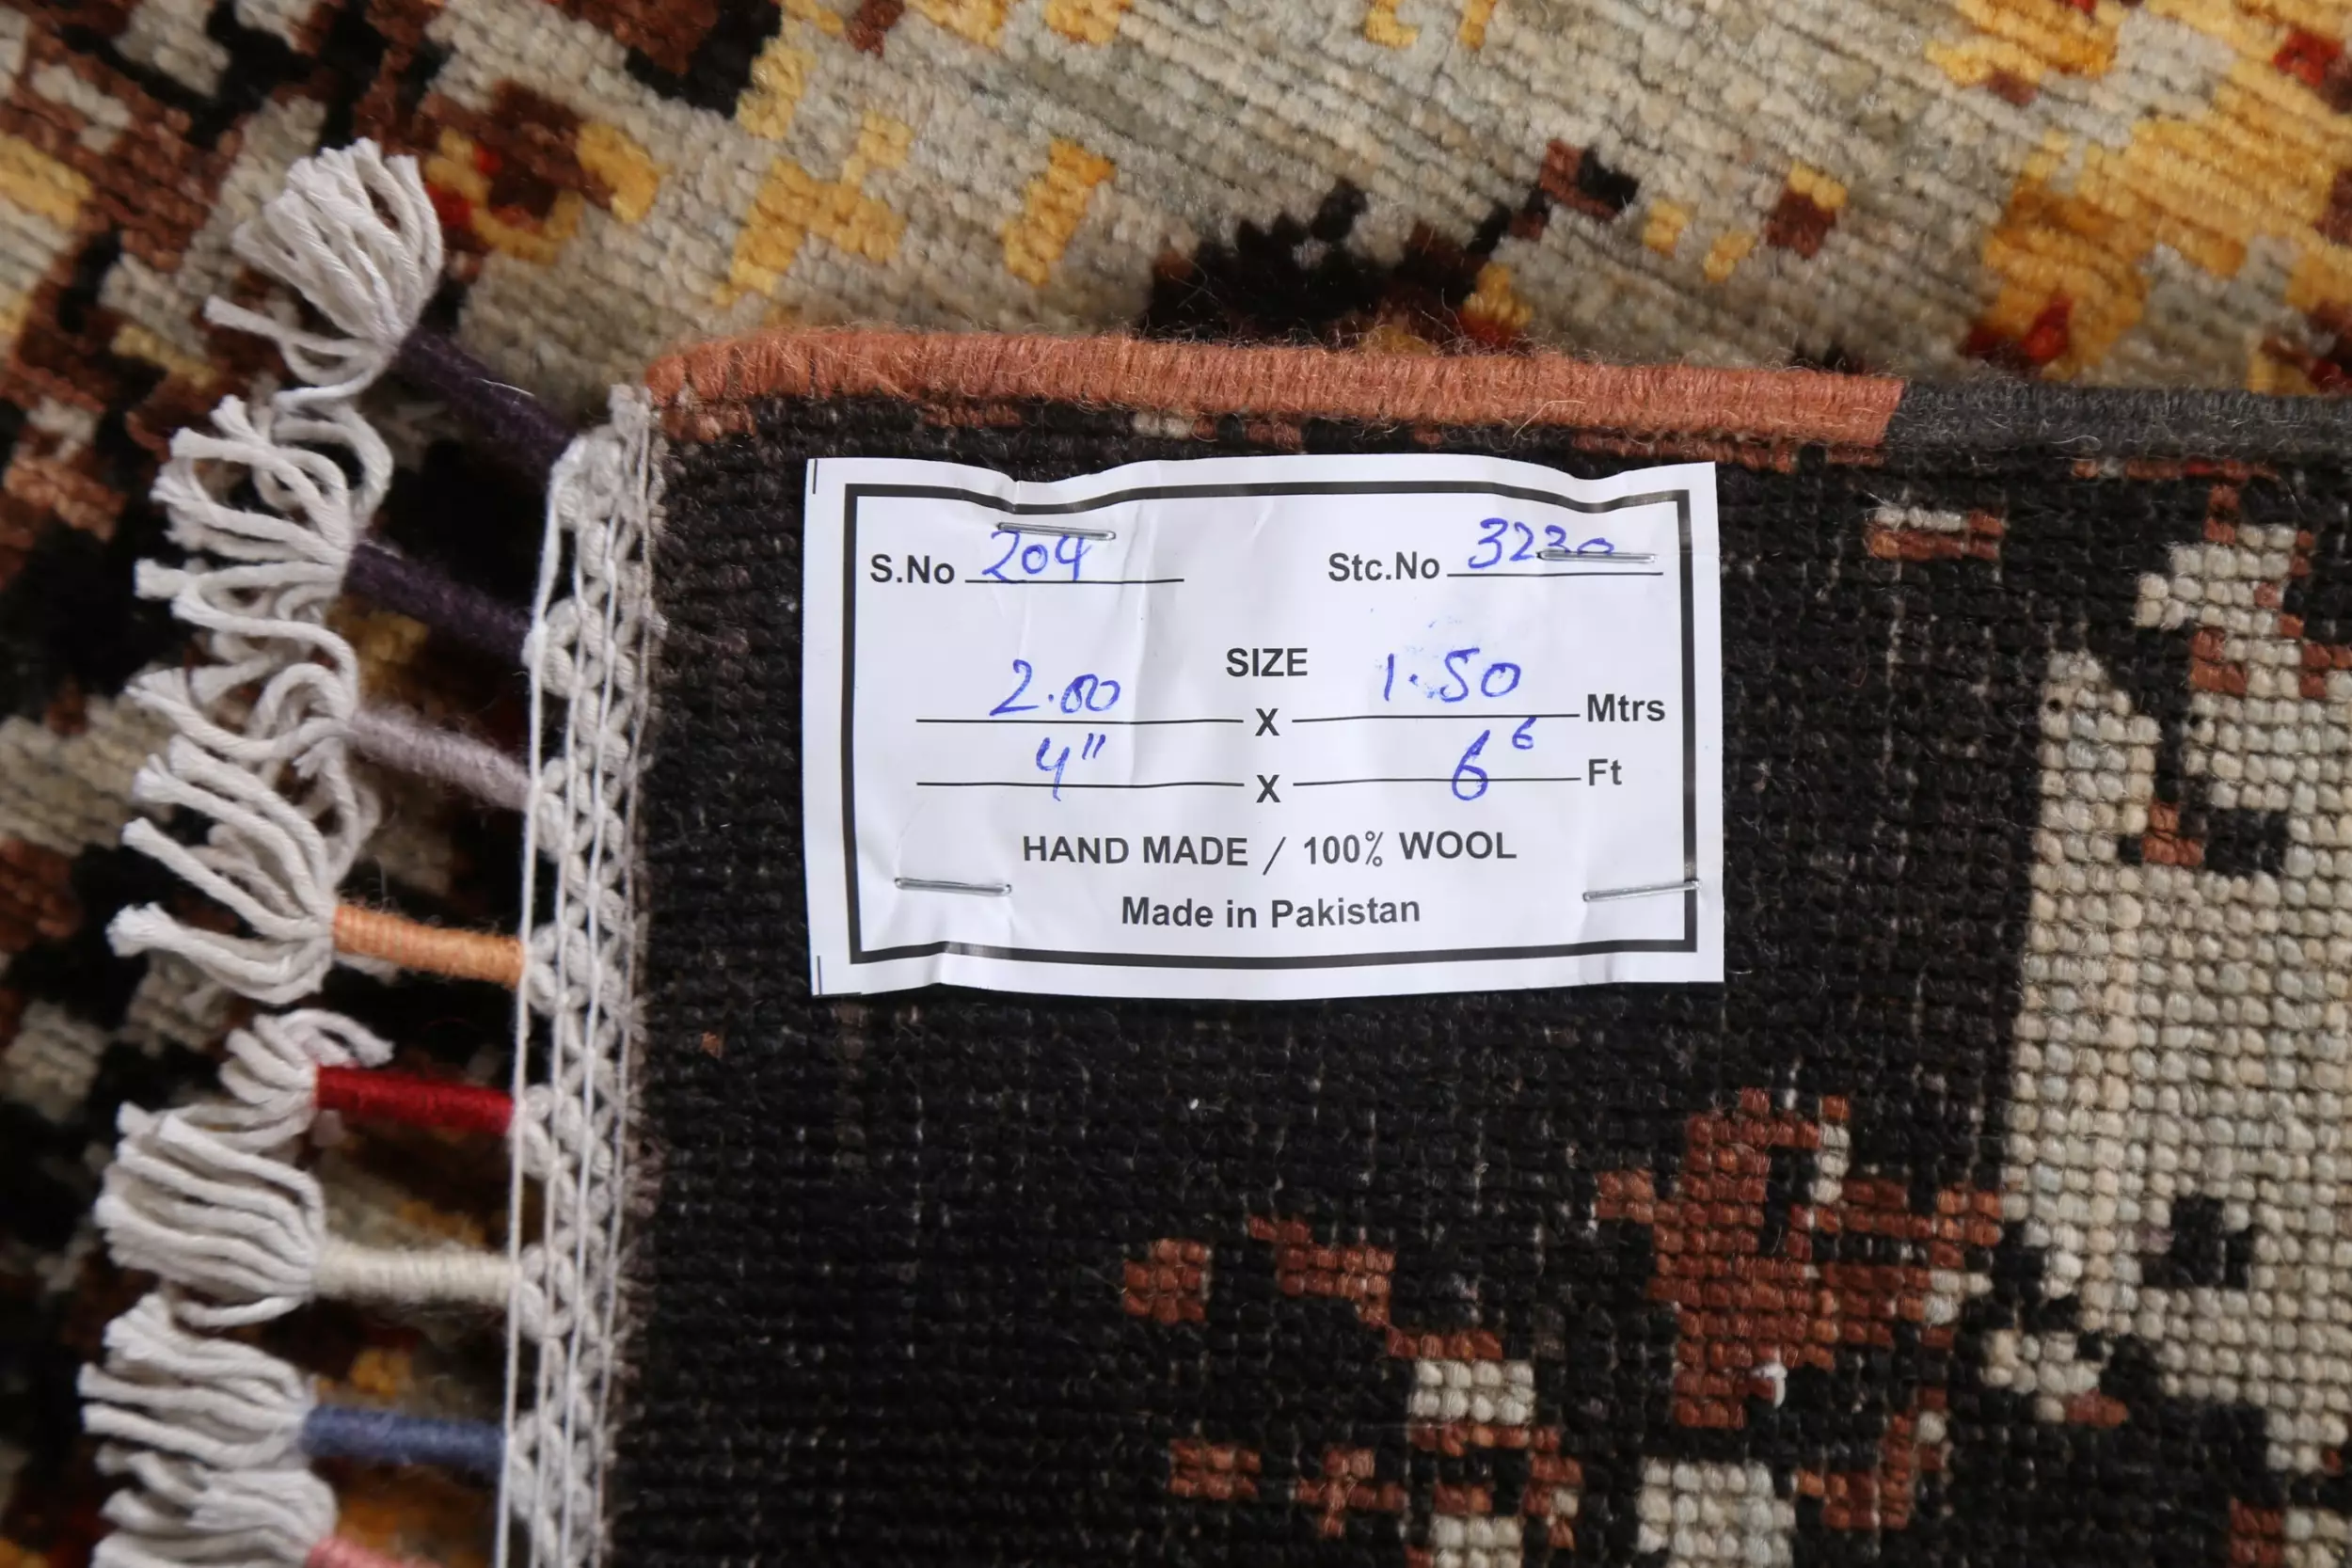 S.No 204 Stc.No 3230
SIZE
2.00 X 1.50 Mtrs
4" X 6 6 Ft
HAND MADE / 100% WOOL
Made in Pakistan